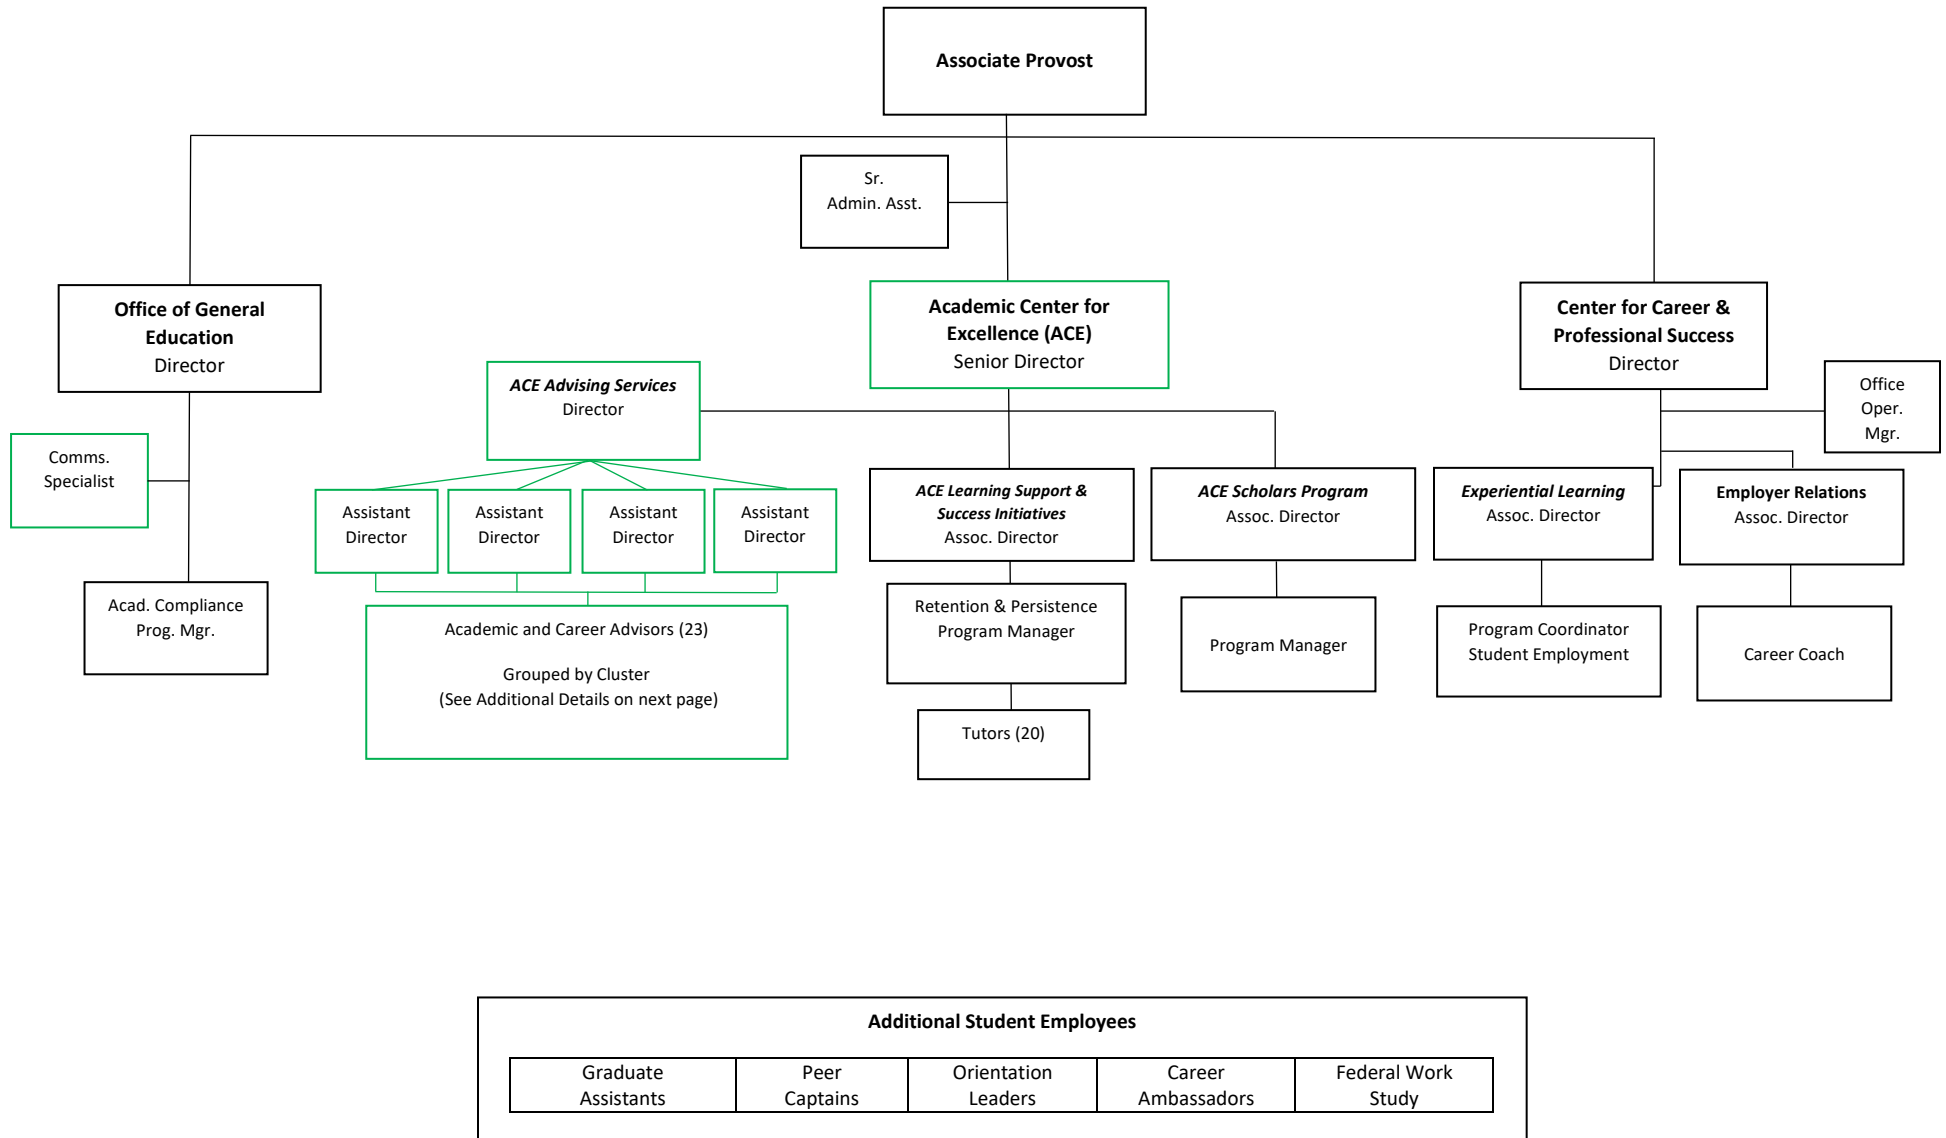 Associate Provost
Sr.
Admin. Asst.
Office of General
Education
Director
Academic Center for
Excellence (ACE)
Senior Director
Center for Career &
Professional Success
Director
ACE Advising Services
Director
Office
Oper.
Mgr.
Comms.
Specialist
Assistant
Director
Assistant
Director
Assistant
Director
Assistant
Director
ACE Learning Support &
Success Initiatives
Assoc. Director
ACE Scholars Program
Assoc. Director
Experiential Learning
Assoc. Director
Employer Relations
Assoc. Director
Acad. Compliance
Prog. Mgr.
Academic and Career Advisors (23)
Grouped by Cluster
(See Additional Details on next page)
Retention & Persistence
Program Manager
Program Manager
Program Coordinator
Student Employment
Career Coach
Tutors (20)
Additional Student Employees
Graduate
Assistants
Peer
Captains
Orientation
Leaders
Career
Ambassadors
Federal Work
Study